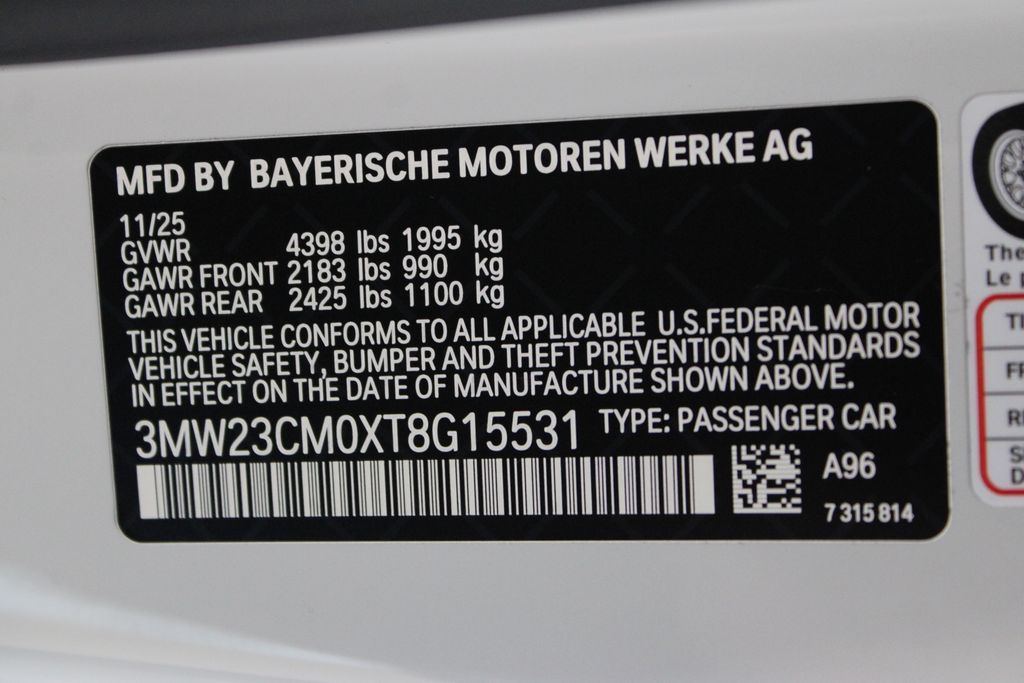 MFD BY BAYERISCHE MOTOREN WERKE AG
11/25
GVWR 4398 lbs 1995 kg
GAWR FRONT 2183 lbs 990 kg
GAWR REAR 2425 lbs 1100 kg
THIS VEHICLE CONFORMS TO ALL APPLICABLE U.S.FEDERAL MOTOR
VEHICLE SAFETY, BUMPER AND THEFT PREVENTION STANDARDS
IN EFFECT ON THE DATE OF MANUFACTURE SHOWN ABOVE.
3MW23CM0XT8G15531 TYPE: PASSENGER CAR
A96
7 315 814
The
Le